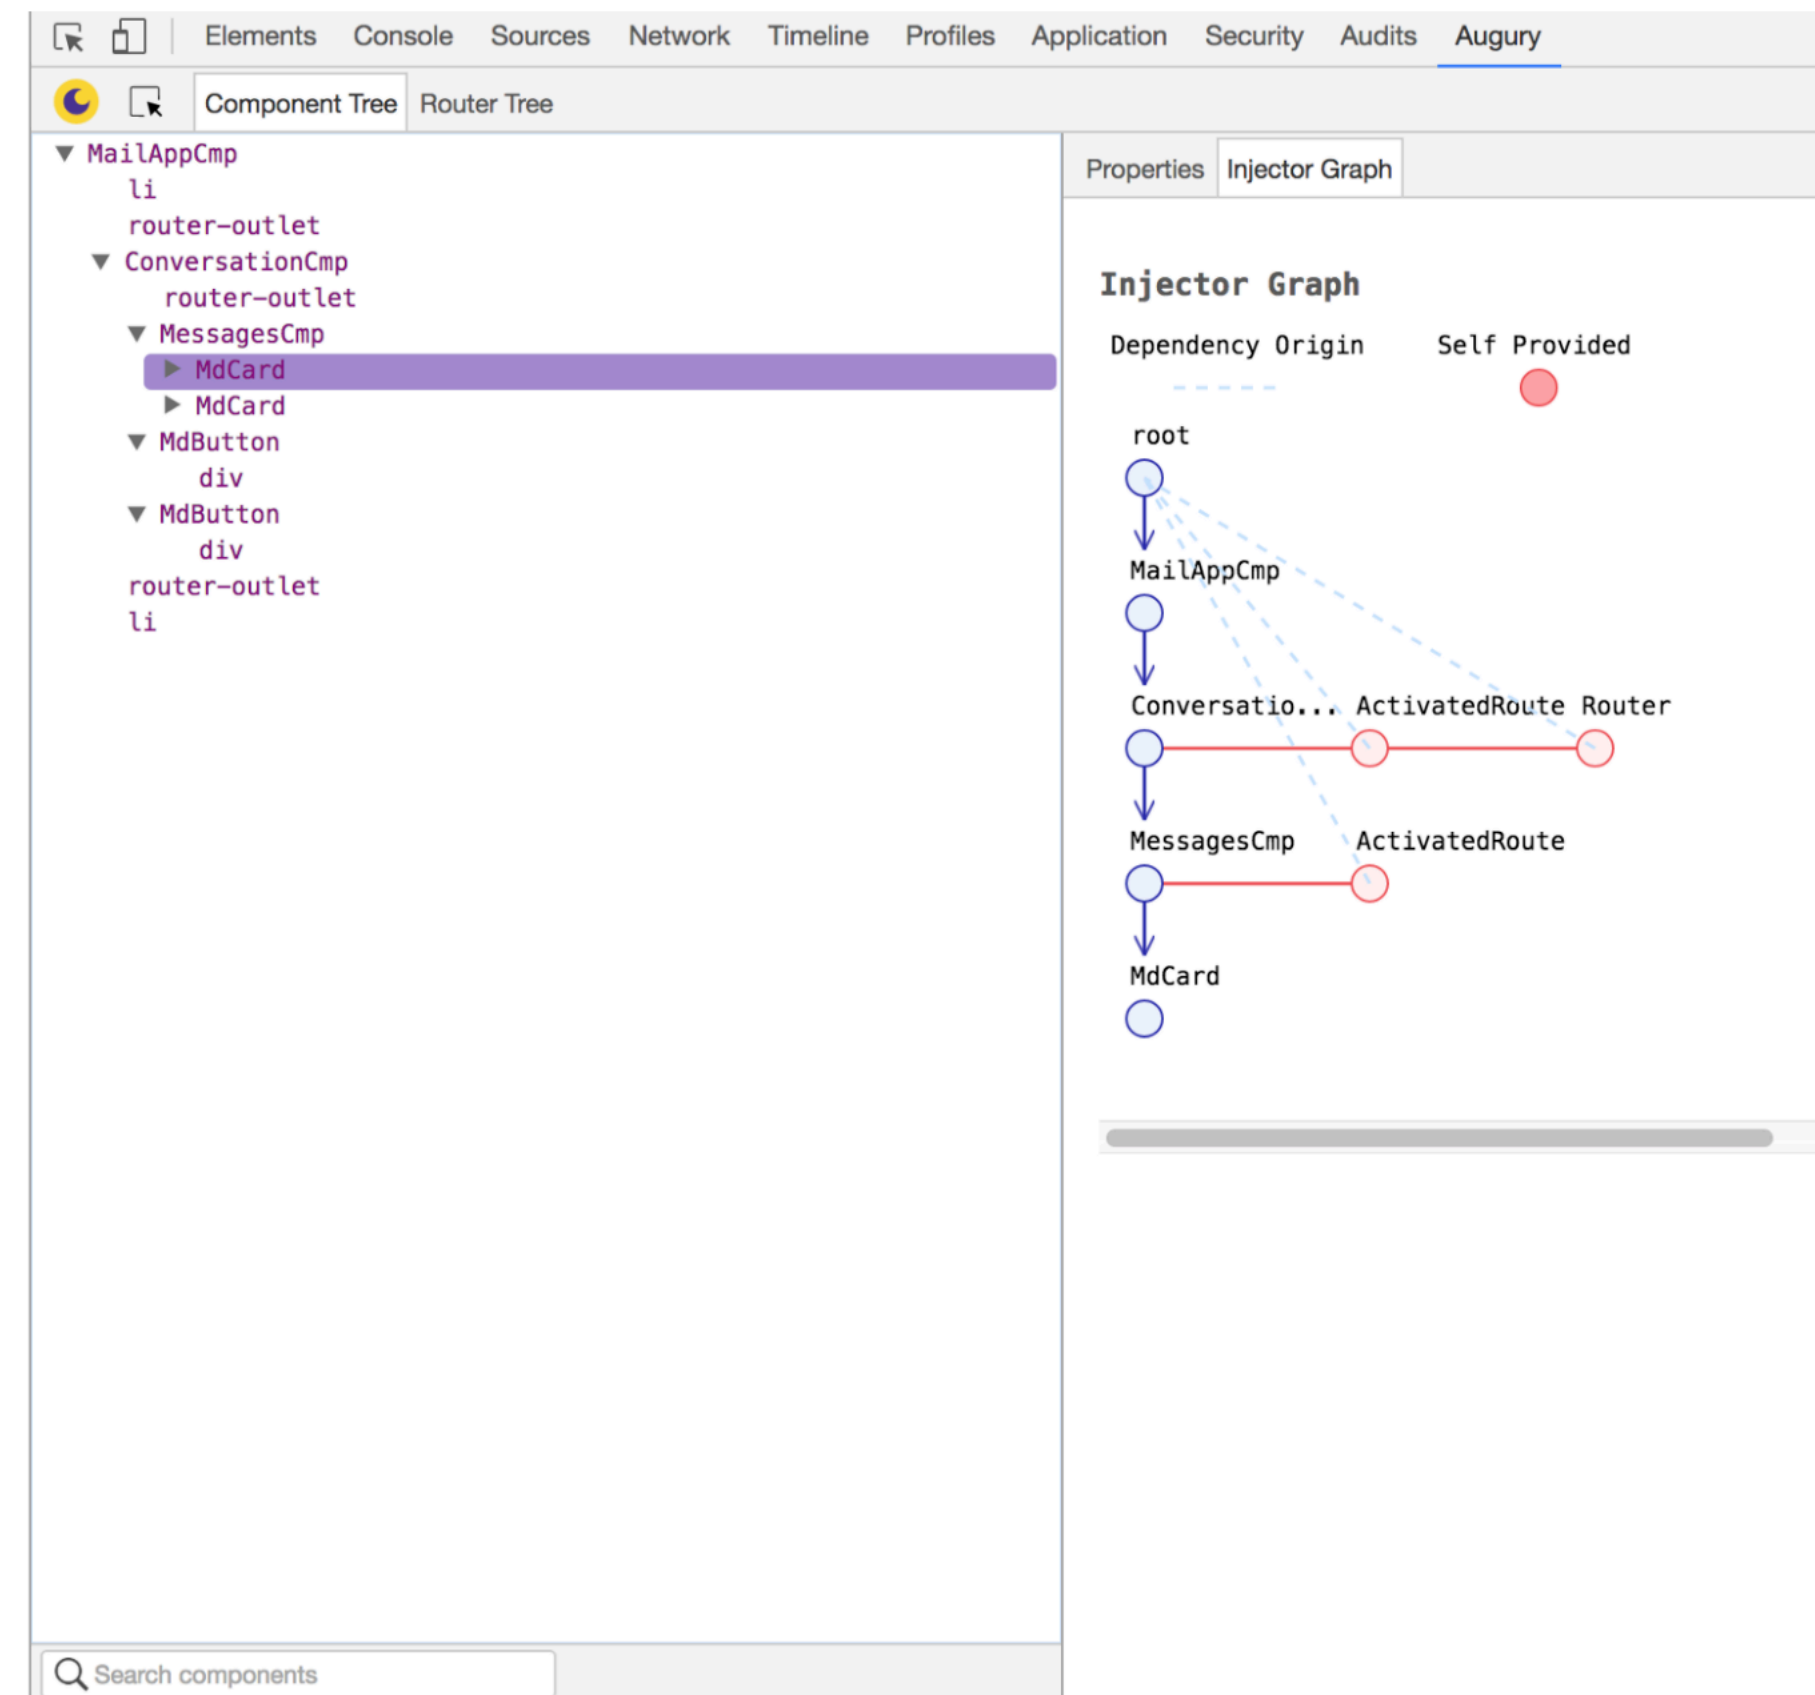 Elements Console Sources Network Timeline Profiles Application Security Audits Augury
Component Tree Router Tree
MailAppCmp
li
router-outlet
ConversationCmp
router-outlet
MessagesCmp
MdCard
MdCard
MdButton
div
MdButton
div
router-outlet
li
Search components
Properties Injector Graph
Injector Graph
Dependency Origin Self Provided
root
MailAppCmp
Conversatio... ActivatedRoute Router
MessagesCmp ActivatedRoute
MdCard